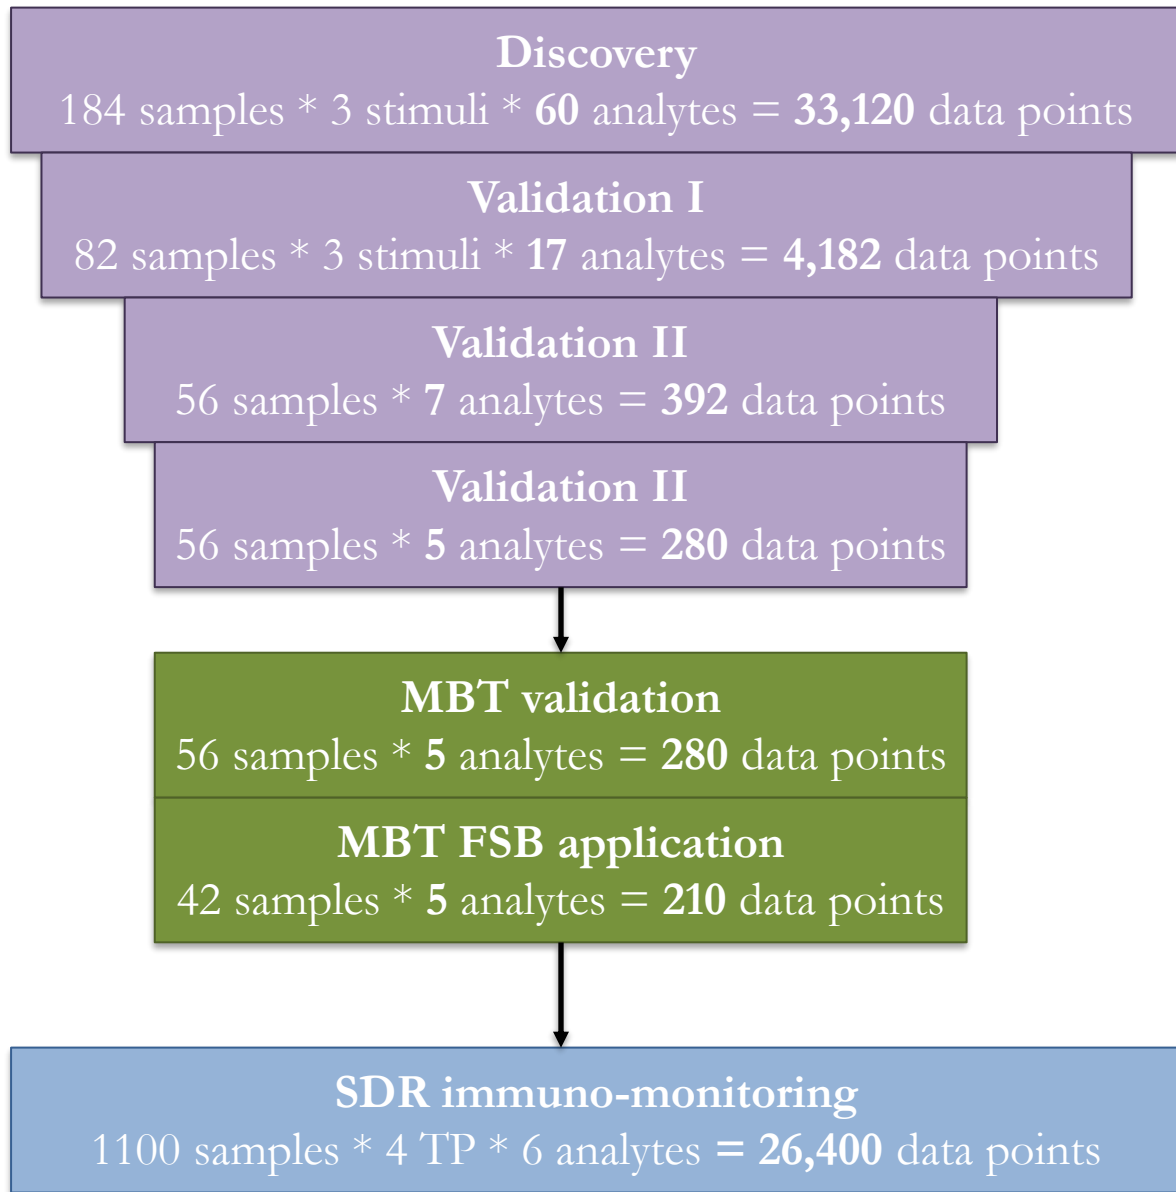 Discovery
184 samples * 3 stimuli * 60 analytes = 33,120 data points
Validation I
82 samples * 3 stimuli * 17 analytes = 4,182 data points
Validation II
56 samples * 7 analytes = 392 data points
Validation II
56 samples * 5 analytes = 280 data points
MBT validation
56 samples * 5 analytes = 280 data points
MBT FSB application
42 samples * 5 analytes = 210 data points
SDR immuno-monitoring
1100 samples * 4 TP * 6 analytes = 26,400 data points